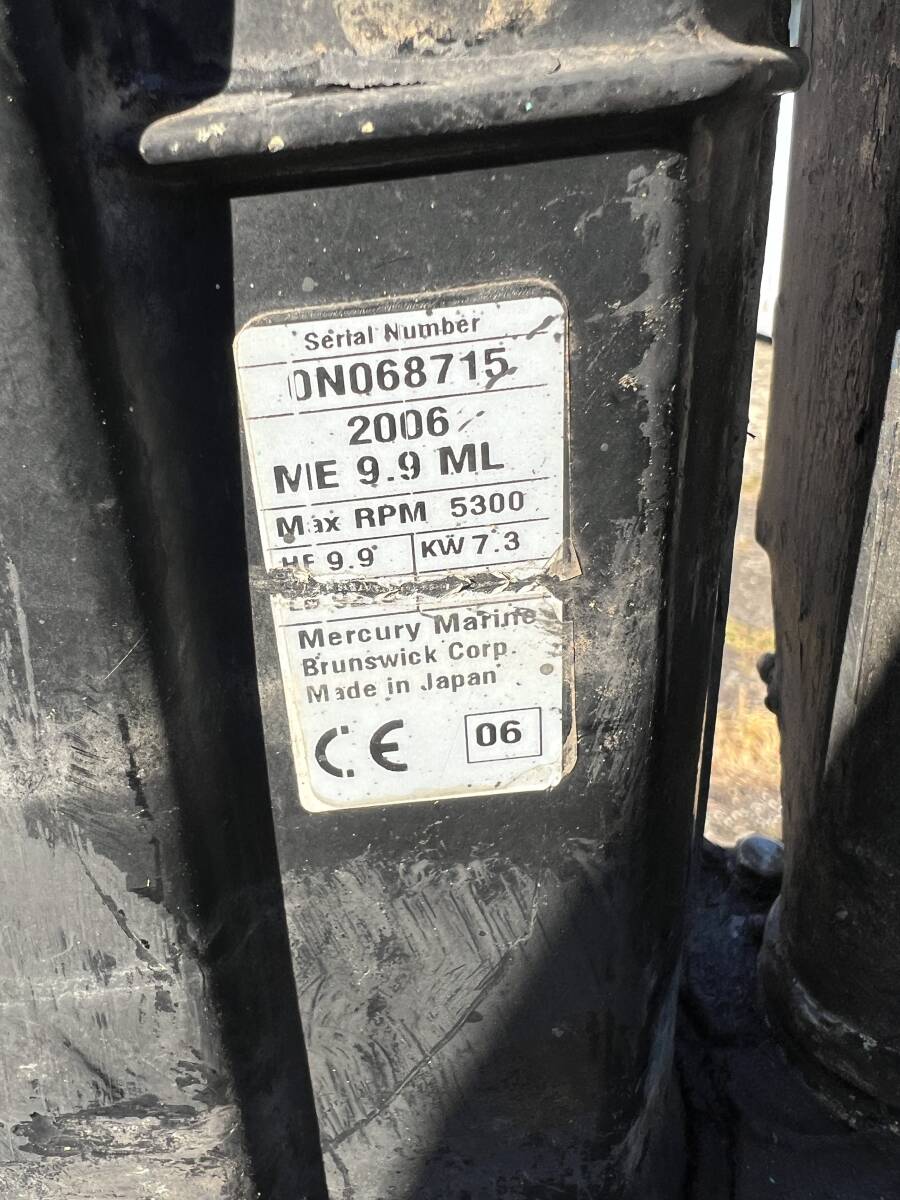 Serial Number
0N068715
2006
ME 9.9 ML
Max RPM 5300
HP 9.9 KW 7.3
Mercury Marine
Brunswick Corp.
Made in Japan
CE 06